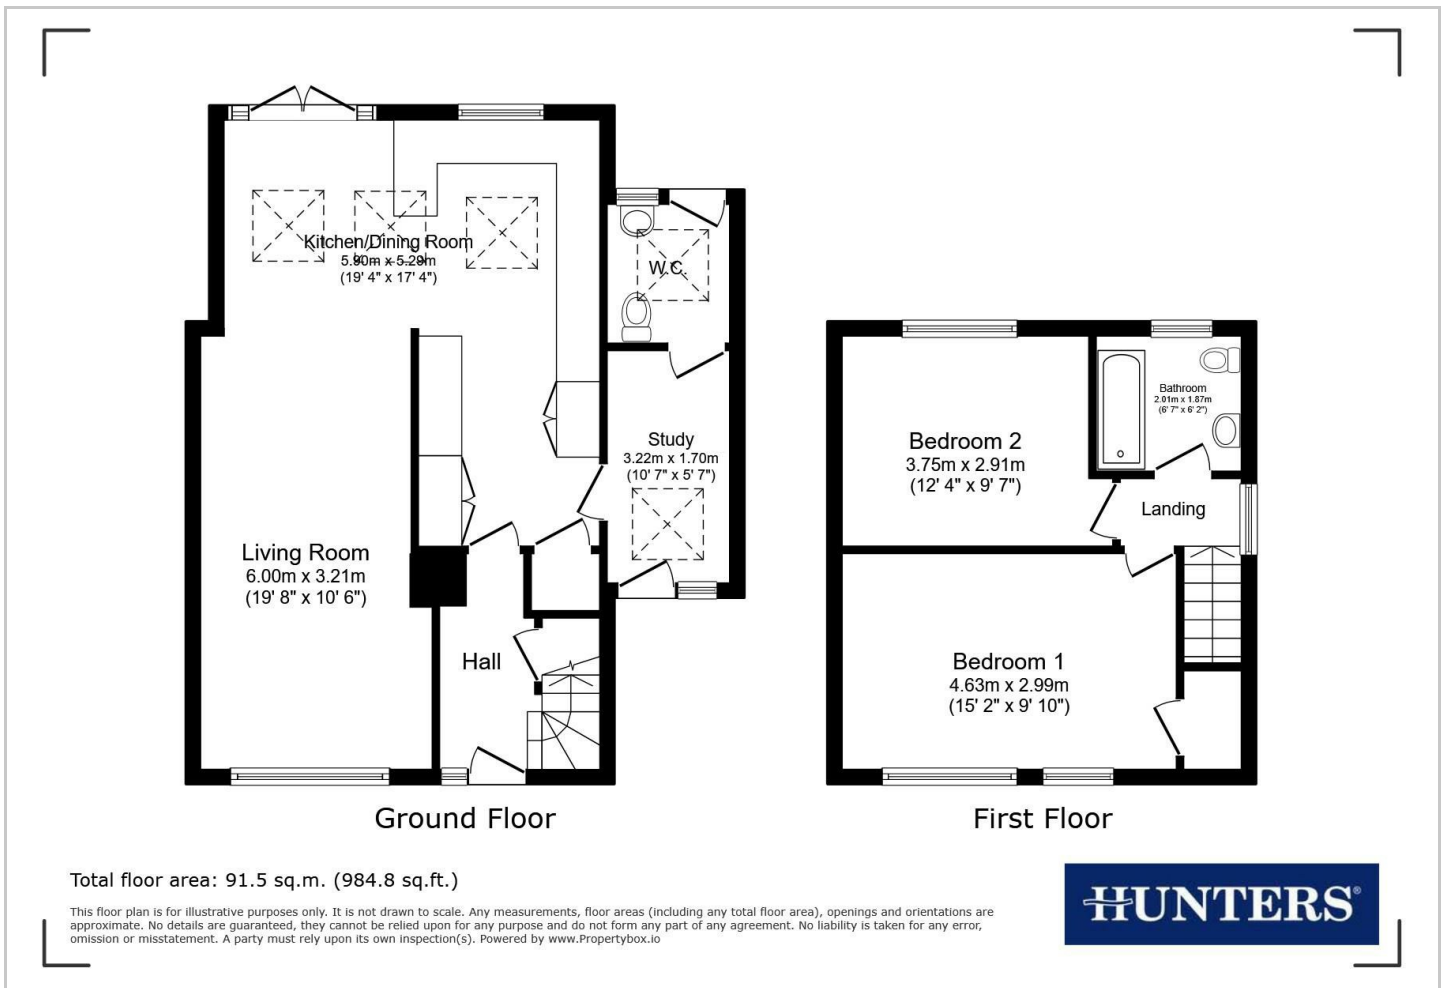 Kitchen/Dining Room
5.90m x 5.29m
(19' 4" x 17' 4")
W.C.
Study
3.22m x 1.70m
(10' 7" x 5' 7")
Living Room
6.00m x 3.21m
(19' 8" x 10' 6")
Hall
Ground Floor
Bathroom
2.01m x 1.87m
(6' 7" x 6' 2")
Bedroom 2
3.75m x 2.91m
(12' 4" x 9' 7")
Landing
Bedroom 1
4.63m x 2.99m
(15' 2" x 9' 10")
First Floor
Total floor area: 91.5 sq.m. (984.8 sq.ft.)
This floor plan is for illustrative purposes only. It is not drawn to scale. Any measurements, floor areas (including any total floor area), openings and orientations are
approximate. No details are guaranteed, they cannot be relied upon for any purpose and do not form any part of any agreement. No liability is taken for any error,
omission or misstatement. A party must rely upon its own inspection(s). Powered by www.Propertybox.io
HUNTERS®